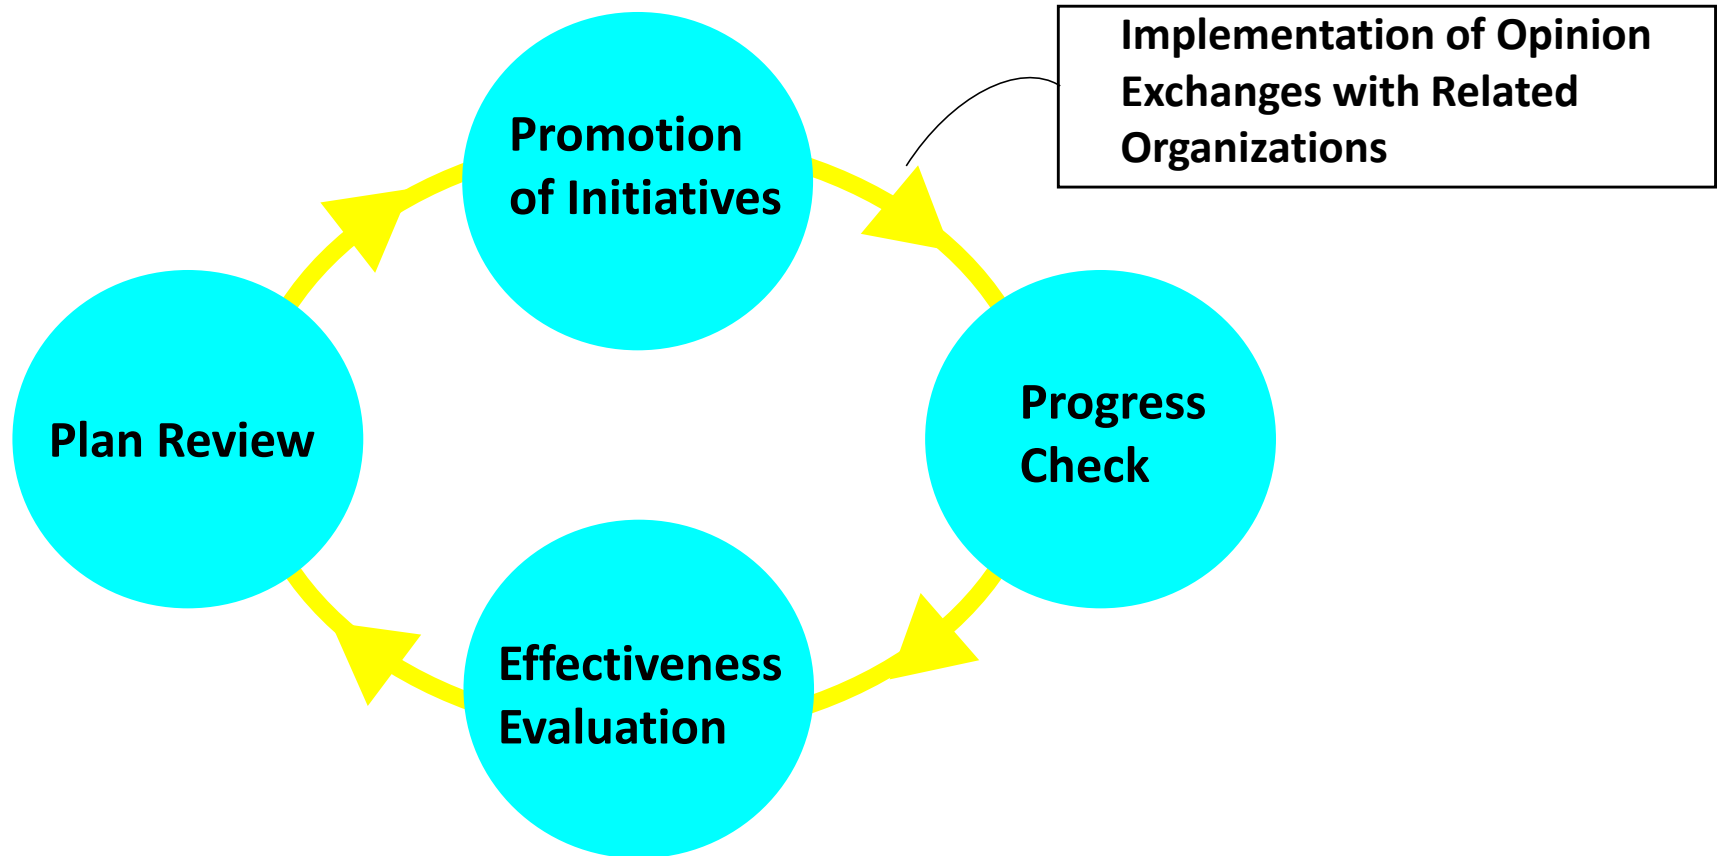 Implementation of Opinion
Exchanges with Related
Organizations
Promotion
of Initiatives
Progress
Check
Plan Review
Effectiveness
Evaluation